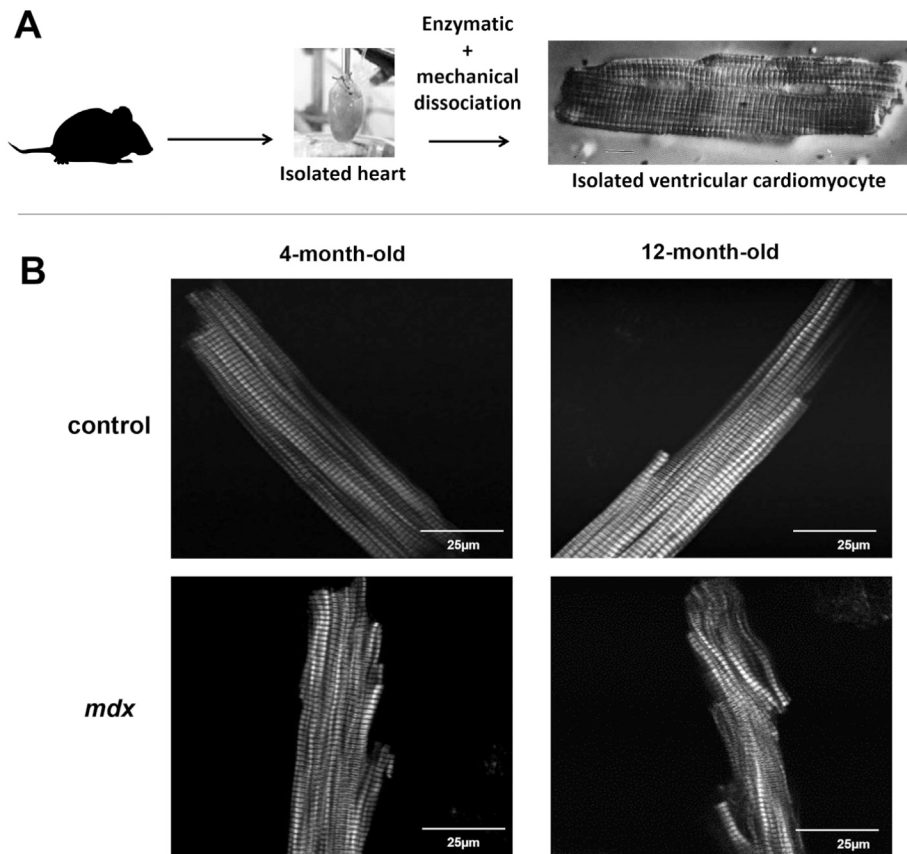 A
Enzymatic
+
mechanical
dissociation
Isolated heart
Isolated ventricular cardiomyocyte
B
4-month-old
12-month-old
control
25µm
25µm
mdx
25µm
25µm